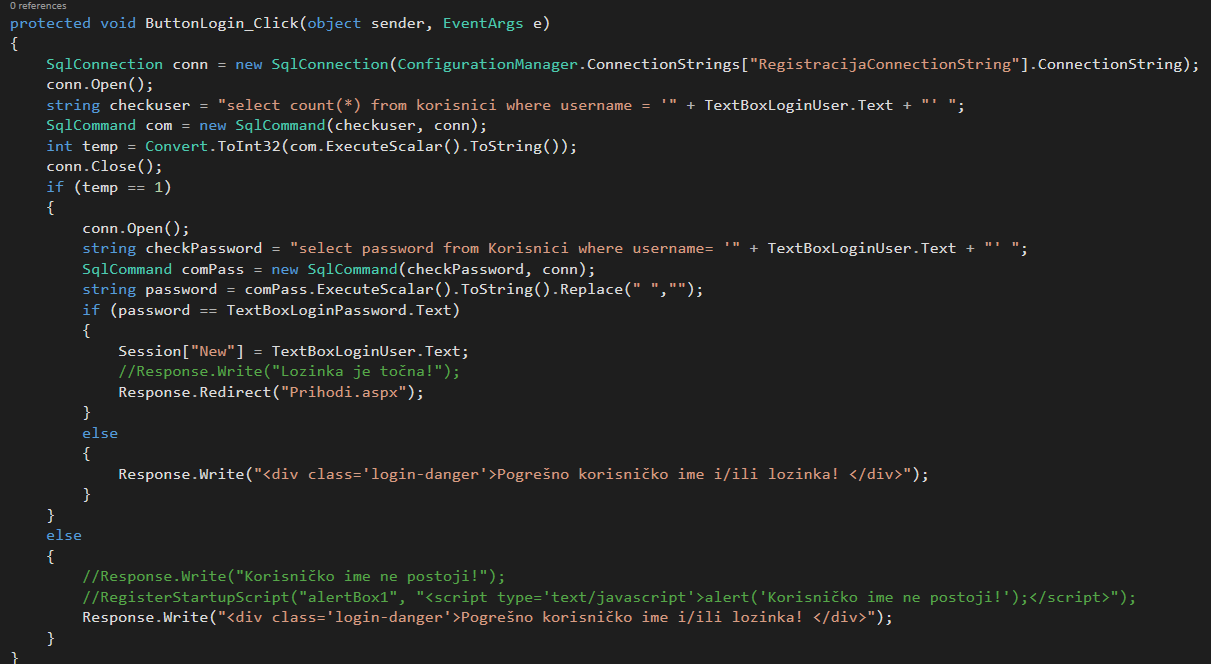 0 references
protected void ButtonLogin_Click(object sender, EventArgs e)
{
    SqlConnection conn = new SqlConnection(ConfigurationManager.ConnectionStrings["RegistracijaConnectionString"].ConnectionString);
    conn.Open();
    string checkuser = "select count(*) from korisnici where username = '" + TextBoxLoginUser.Text + "' ";
    SqlCommand com = new SqlCommand(checkuser, conn);
    int temp = Convert.ToInt32(com.ExecuteScalar().ToString());
    conn.Close();
    if (temp == 1)
    {
        conn.Open();
        string checkPassword = "select password from Korisnici where username= '" + TextBoxLoginUser.Text + "' ";
        SqlCommand comPass = new SqlCommand(checkPassword, conn);
        string password = comPass.ExecuteScalar().ToString().Replace(" ","");
        if (password == TextBoxLoginPassword.Text)
        {
            Session["New"] = TextBoxLoginUser.Text;
            //Response.Write("Lozinka je točna!");
            Response.Redirect("Prihodi.aspx");
        }
        else
        {
            Response.Write("<div class='login-danger'>Pogrešno korisničko ime i/ili lozinka! </div>");
        }
    }
    else
    {
        //Response.Write("Korisničko ime ne postoji!");
        //RegisterStartupScript("alertBox1", "<script type='text/javascript'>alert('Korisničko ime ne postoji!');</script>");
        Response.Write("<div class='login-danger'>Pogrešno korisničko ime i/ili lozinka! </div>");
    }
}